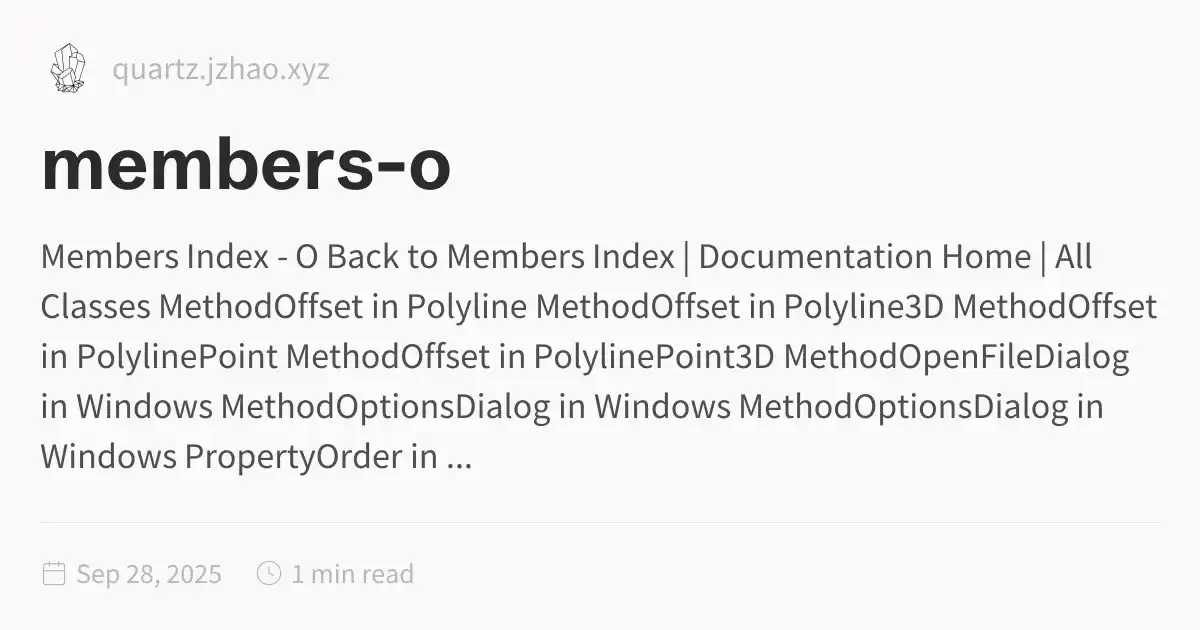 quartz.jzhao.xyz
members-o
Members Index - O Back to Members Index | Documentation Home | All
Classes MethodOffset in Polyline MethodOffset in Polyline3D MethodOffset
in PolylinePoint MethodOffset in PolylinePoint3D MethodOpenFileDialog
in Windows MethodOptionsDialog in Windows MethodOptionsDialog in
Windows PropertyOrder in ...
Sep 28, 2025 1 min read